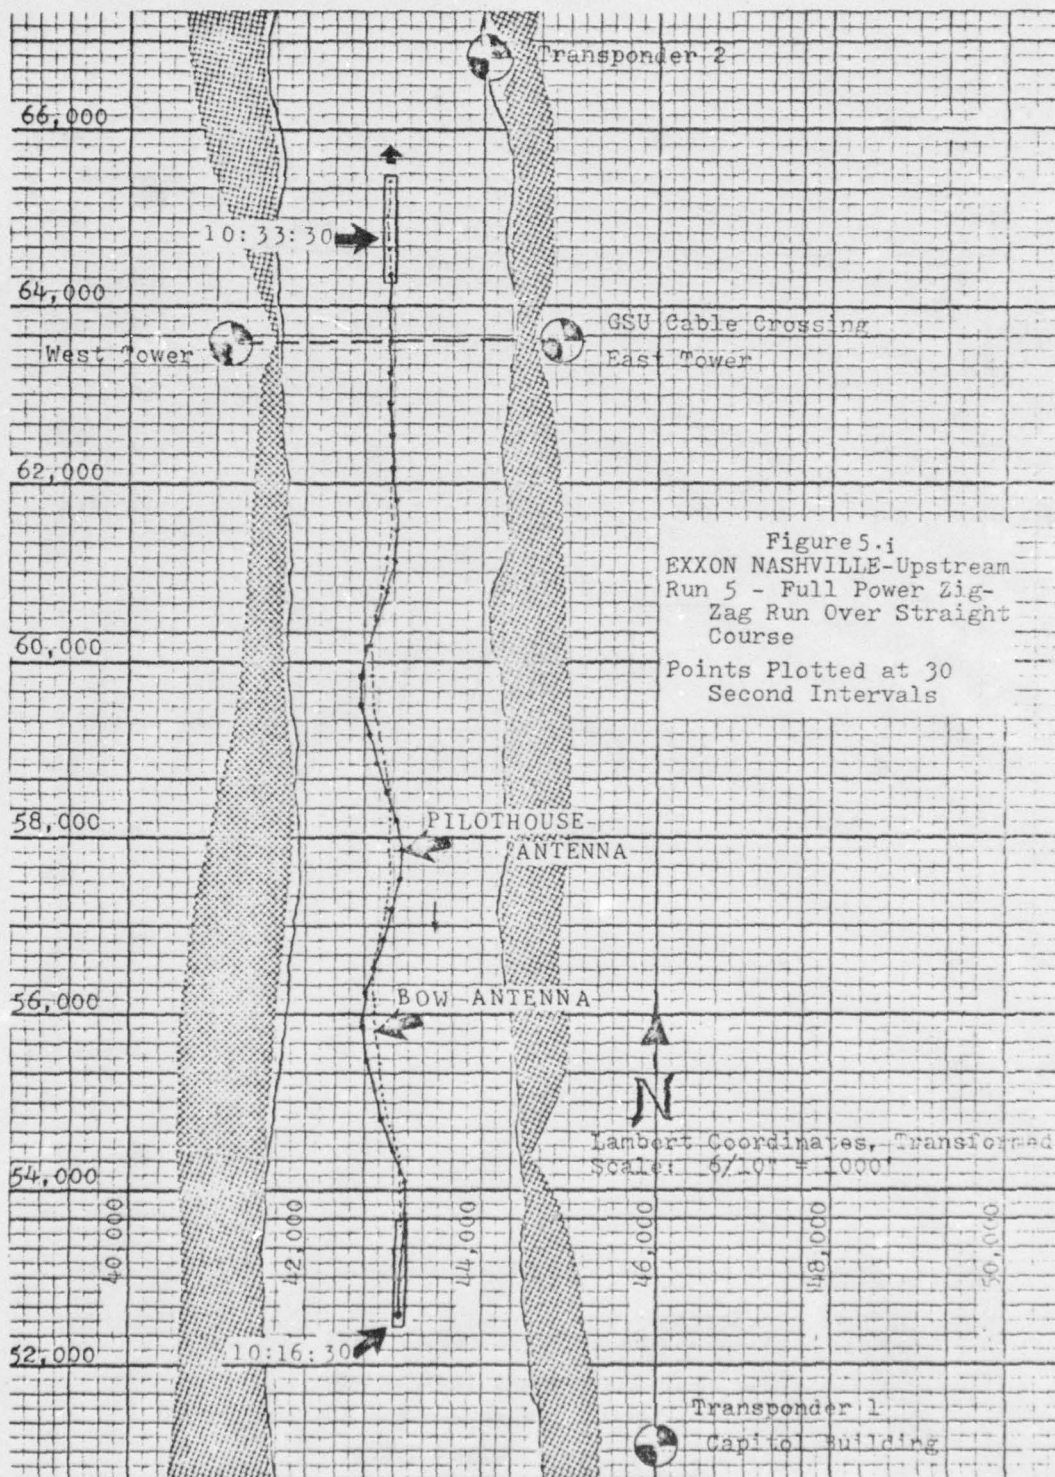 Transponder 2
66,000
10:33:30
64,000
GSU Cable Crossing
West Tower
East Tower
62,000
Figure 5.i
EXXON NASHVILLE-Upstream
Run 5 - Full Power Zig-
Zag Run Over Straight
Course
60,000
Points Plotted at 30
Second Intervals
58,000
PILOTHOUSE
ANTENNA
56,000
BOW ANTENNA
N
Lambert Coordinates, Transformed
Scale: 6/10" = 1000'
54,000
40,000
42,000
44,000
46,000
48,000
50,000
10:16:30
52,000
Transponder 1
Capitol Building